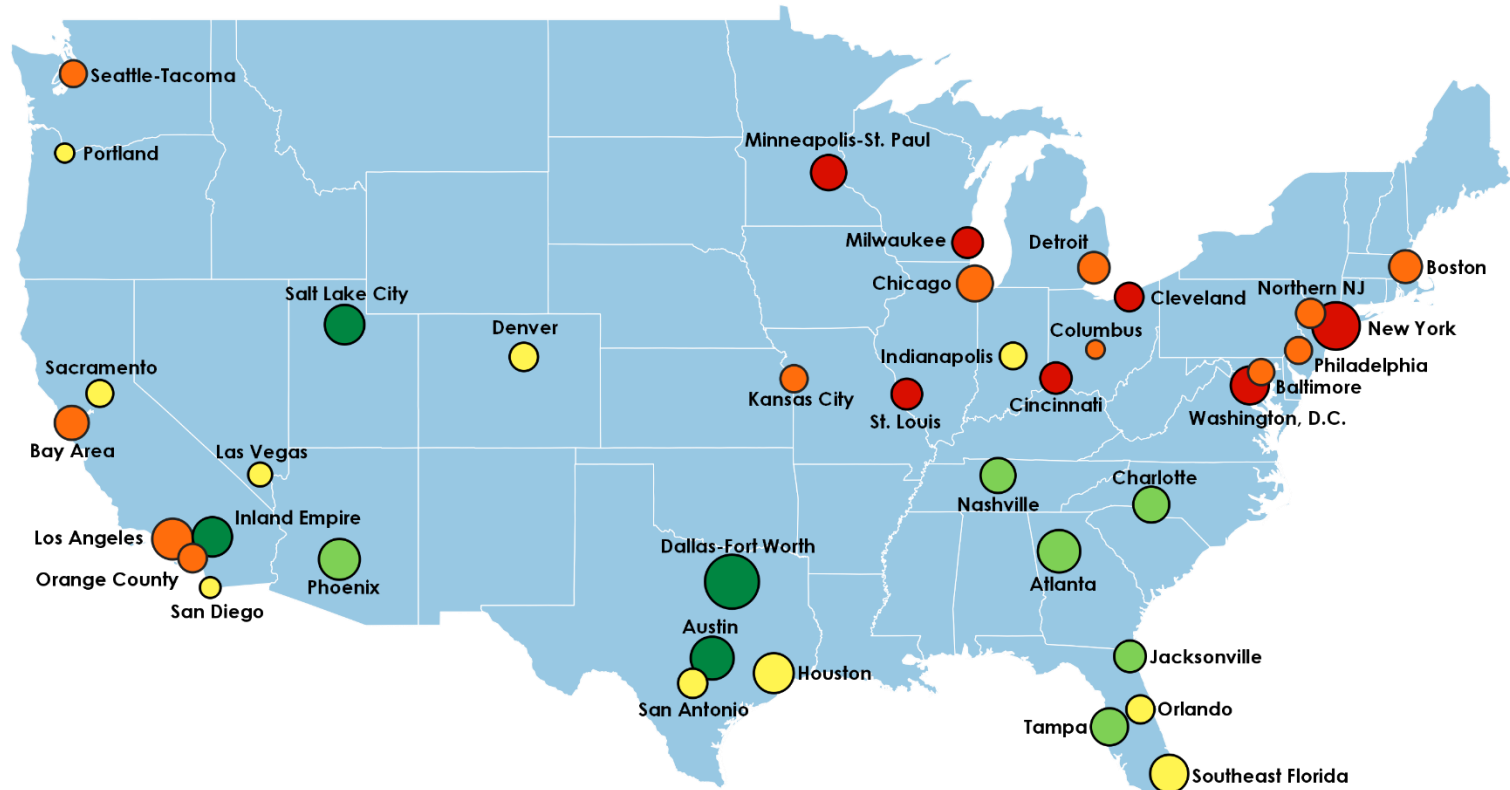 Seattle-Tacoma
Portland
Minneapolis-St. Paul
Milwaukee
Detroit
Boston
Chicago
Northern NJ
Salt Lake City
Cleveland
Denver
Columbus
New York
Indianapolis
Sacramento
Philadelphia
Baltimore
Kansas City
Cincinnati
St. Louis
Washington, D.C.
Bay Area
Las Vegas
Charlotte
Nashville
Inland Empire
Los Angeles
Dallas-Fort Worth
Orange County
Phoenix
Atlanta
San Diego
Austin
Jacksonville
Houston
San Antonio
Orlando
Tampa
Southeast Florida